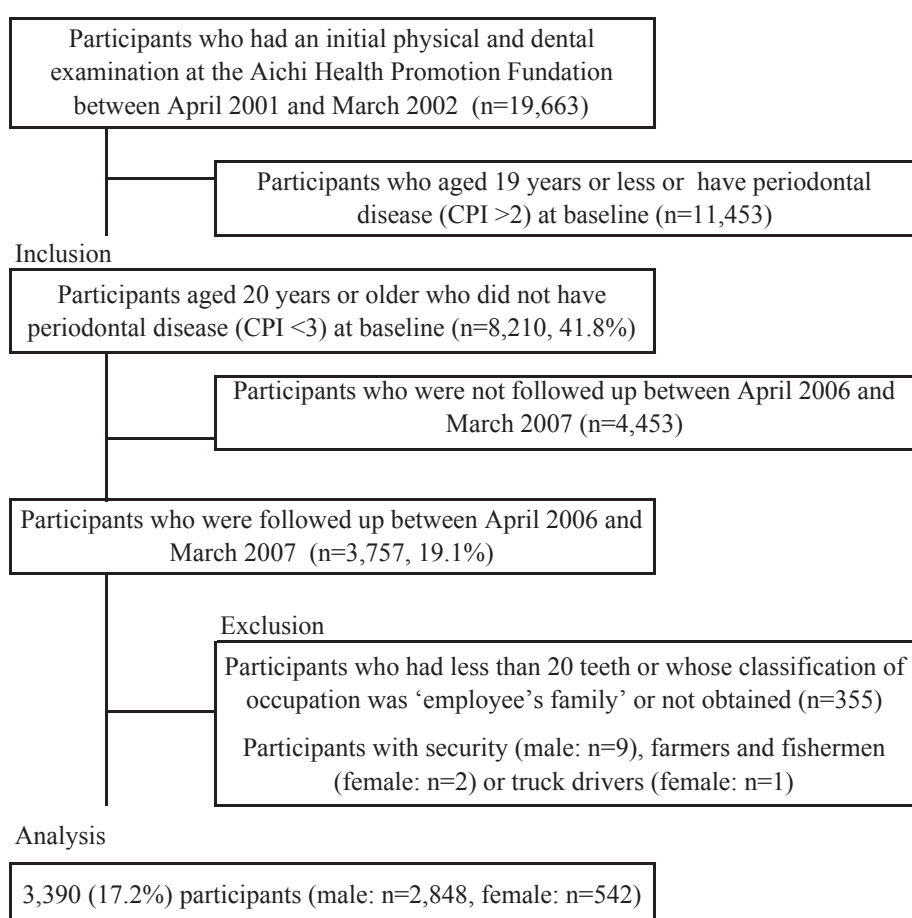 Participants who had an initial physical and dental
examination at the Aichi Health Promotion Fundation
between April 2001 and March 2002 (n=19,663)
Participants who aged 19 years or less or have periodontal
disease (CPI >2) at baseline (n=11,453)
Inclusion
Participants aged 20 years or older who did not have
periodontal disease (CPI <3) at baseline (n=8,210, 41.8%)
Participants who were not followed up between April 2006 and
March 2007 (n=4,453)
Participants who were followed up between April 2006 and
March 2007 (n=3,757, 19.1%)
Exclusion
Participants who had less than 20 teeth or whose classification of
occupation was ‘employee’s family’ or not obtained (n=355)
Participants with security (male: n=9), farmers and fishermen
(female: n=2) or truck drivers (female: n=1)
Analysis
3,390 (17.2%) participants (male: n=2,848, female: n=542)